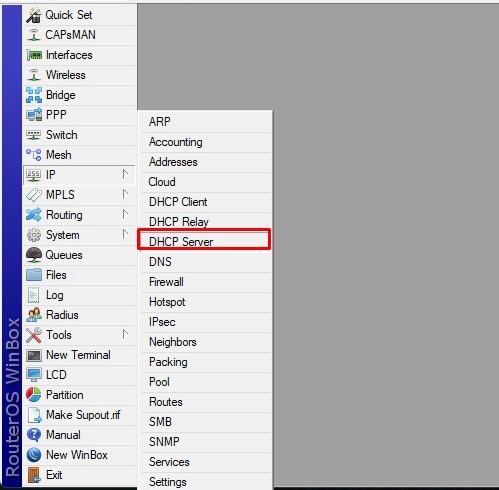 Quick Set
CAPsMAN
Interfaces
Wireless
Bridge
PPP
Switch
Mesh
IP
MPLS
Routing
System
Queues
Files
Log
Radius
Tools
New Terminal
LCD
Partition
Make Supout.rif
Manual
New WinBox
Exit
ARP
Accounting
Addresses
Cloud
DHCP Client
DHCP Relay
DHCP Server
DNS
Firewall
Hotspot
IPsec
Neighbors
Packing
Pool
Routes
SMB
SNMP
Services
Settings
RouterOS WinBox